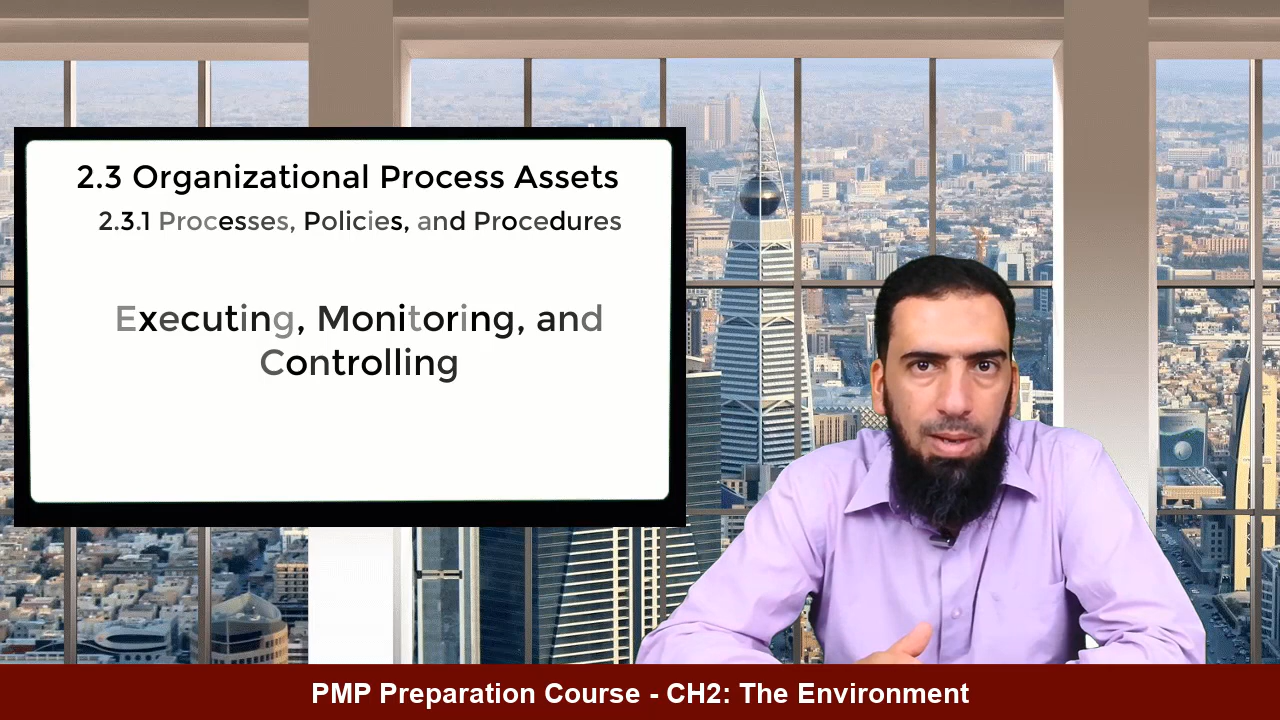 2.3 Organizational Process Assets
2.3.1 Processes, Policies, and Procedures
Executing, Monitoring, and
Controlling
PMP Preparation Course - CH2: The Environment